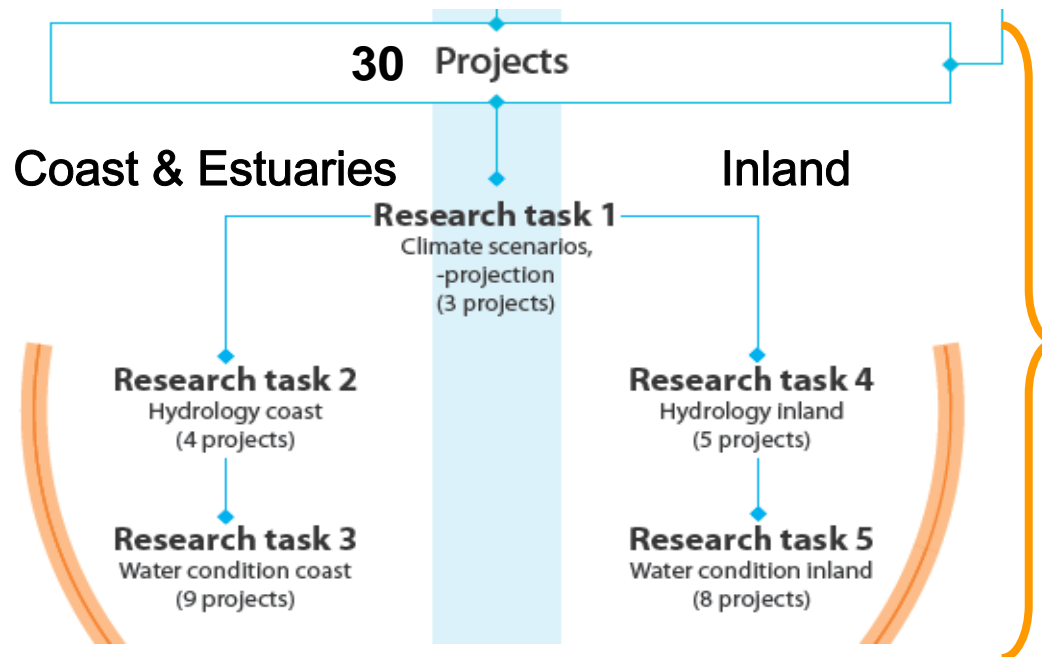 30 Projects
Coast & Estuaries
Inland
Research task 1
Climate scenarios,
-projection
(3 projects)
Research task 2
Hydrology coast
(4 projects)
Research task 4
Hydrology inland
(5 projects)
Research task 3
Water condition coast
(9 projects)
Research task 5
Water condition inland
(8 projects)